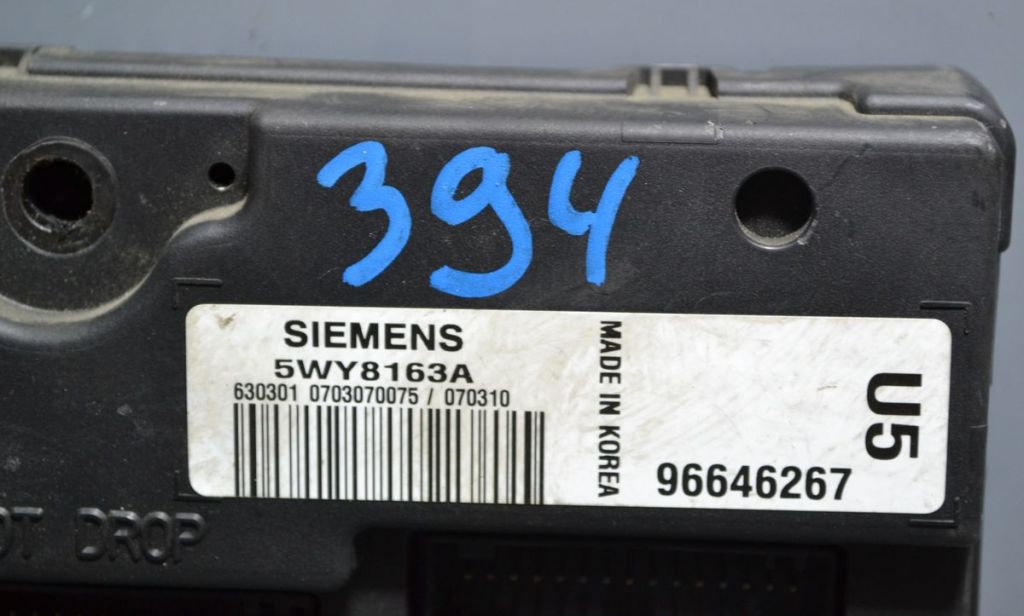 394
SIEMENS
5WY8163A
630301 0703070075 / 070310
MADE IN KOREA
96646267
U5
DROP